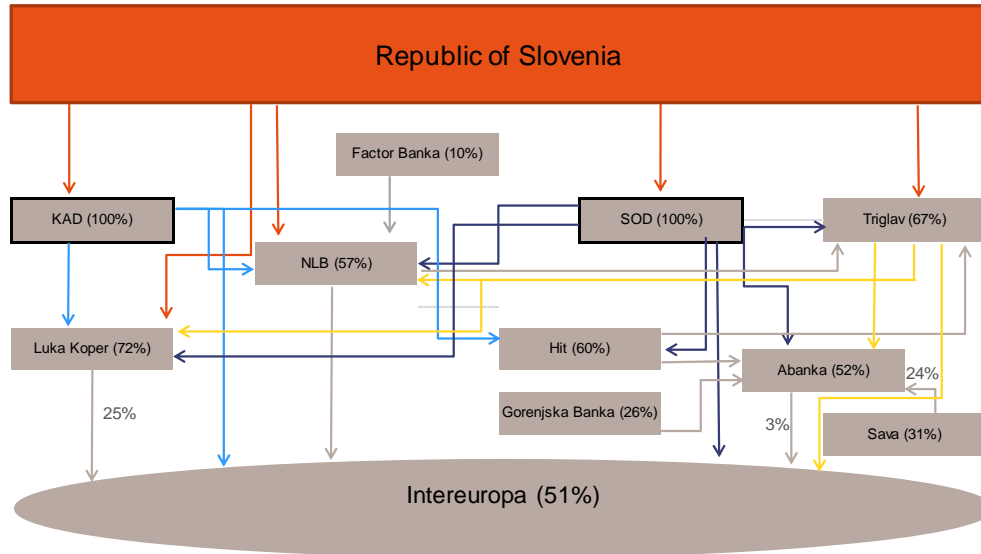 Republic of Slovenia
Factor Banka (10%)
KAD (100%)
SOD (100%)
Triglav (67%)
NLB (57%)
Luka Koper (72%)
Hit (60%)
Abanka (52%)
24%
25%
Gorenjska Banka (26%)
3%
Sava (31%)
Intereuropa (51%)